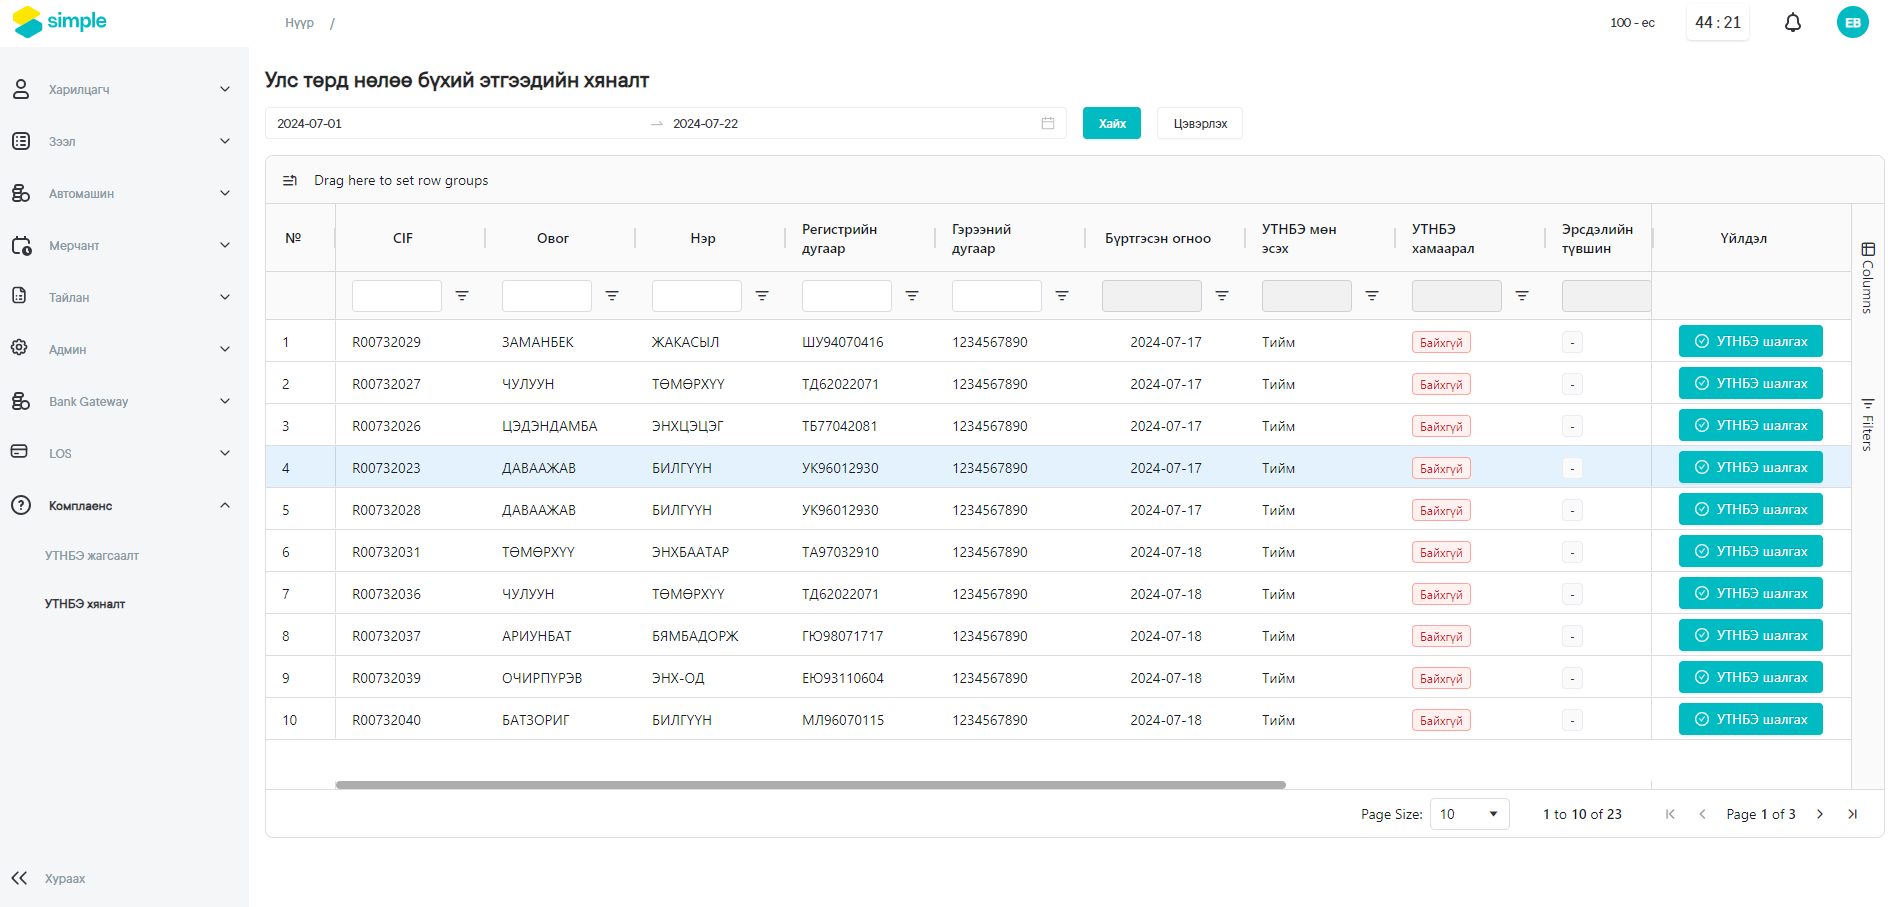 simple
Нүүр /
100 - ес
44 : 21
EB
Харилцагч
Зээл
Автомашин
Мерчант
Тайлан
Админ
Bank Gateway
LOS
Комплаенс
УТНБЭ жагсаалт
УТНБЭ хяналт
Хураах
Улс төрд нөлөө бүхий этгээдийн хяналт
2024-07-01 → 2024-07-22
Хайх
Цэвэрлэх
Drag here to set row groups
№ CIF Овог Нэр Регистрийн дугаар Гэрээний дугаар Бүртгэсэн огноо УТНБЭ мөн эсэх УТНБЭ хамаарал Эрсдэлийн түвшин Үйлдэл
1 R00732029 ЗАМАНБЕК ЖАКАСЫЛ ШУ94070416 1234567890 2024-07-17 Тийм Байхгүй - УТНБЭ шалгах
2 R00732027 ЧУЛУУН ТӨМӨРХҮҮ ТД62022071 1234567890 2024-07-17 Тийм Байхгүй - УТНБЭ шалгах
3 R00732026 ЦЭДЭНДАМБА ЭНХЦЭЦЭГ ТБ77042081 1234567890 2024-07-17 Тийм Байхгүй - УТНБЭ шалгах
4 R00732023 ДАВААЖАВ БИЛГҮҮН УК96012930 1234567890 2024-07-17 Тийм Байхгүй - УТНБЭ шалгах
5 R00732028 ДАВААЖАВ БИЛГҮҮН УК96012930 1234567890 2024-07-17 Тийм Байхгүй - УТНБЭ шалгах
6 R00732031 ТӨМӨРХҮҮ ЭНХБААТАР ТА97032910 1234567890 2024-07-18 Тийм Байхгүй - УТНБЭ шалгах
7 R00732036 ЧУЛУУН ТӨМӨРХҮҮ ТД62022071 1234567890 2024-07-18 Тийм Байхгүй - УТНБЭ шалгах
8 R00732037 АРИУНБАТ БЯМБАДОРЖ ГЮ98071717 1234567890 2024-07-18 Тийм Байхгүй - УТНБЭ шалгах
9 R00732039 ОЧИРПҮРЭВ ЭНХ-ОД ЕЮ93110604 1234567890 2024-07-18 Тийм Байхгүй - УТНБЭ шалгах
10 R00732040 БАТЗОРИГ БИЛГҮҮН МЛ96070115 1234567890 2024-07-18 Тийм Байхгүй - УТНБЭ шалгах
Columns
Filters
Page Size: 10 1 to 10 of 23 Page 1 of 3